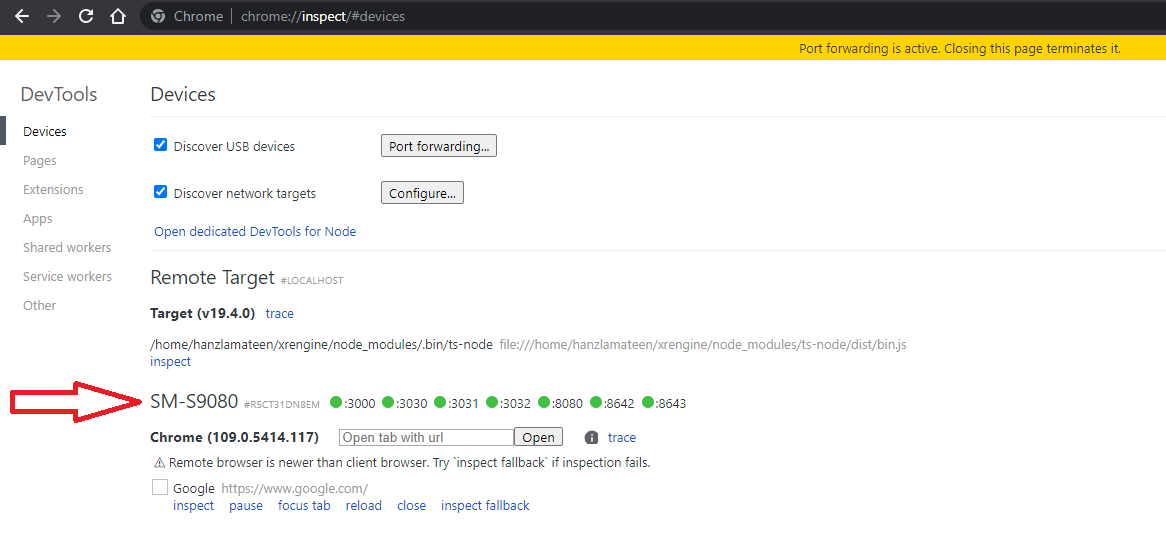 Chrome chrome://inspect/#devices
Port forwarding is active. Closing this page terminates it.
DevTools
Devices
Pages
Extensions
Apps
Shared workers
Service workers
Other
Devices
Discover USB devices Port forwarding...
Discover network targets Configure...
Open dedicated DevTools for Node
Remote Target #LOCALHOST
Target (v19.4.0) trace
/home/hanzlamateen/xrengine/node_modules/.bin/ts-node file:///home/hanzlamateen/xrengine/node_modules/ts-node/dist/bin.js
inspect
SM-S9080 #R5CT31DN8EM :3000 :3030 :3031 :3032 :8080 :8642 :8643
Chrome (109.0.5414.117) Open tab with url Open trace
⚠ Remote browser is newer than client browser. Try `inspect fallback` if inspection fails.
Google https://www.google.com/
inspect pause focus tab reload close inspect fallback